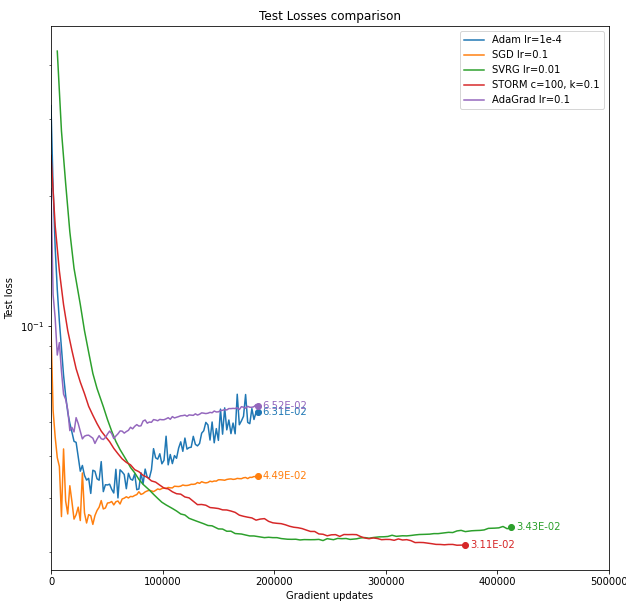 Test Losses comparison
Adam lr=1e-4
SGD lr=0.1
SVRG lr=0.01
STORM c=100, k=0.1
AdaGrad lr=0.1
Test loss
10⁻¹
6.52E-02
6.31E-02
4.49E-02
3.43E-02
3.11E-02
0 100000 200000 300000 400000 500000
Gradient updates